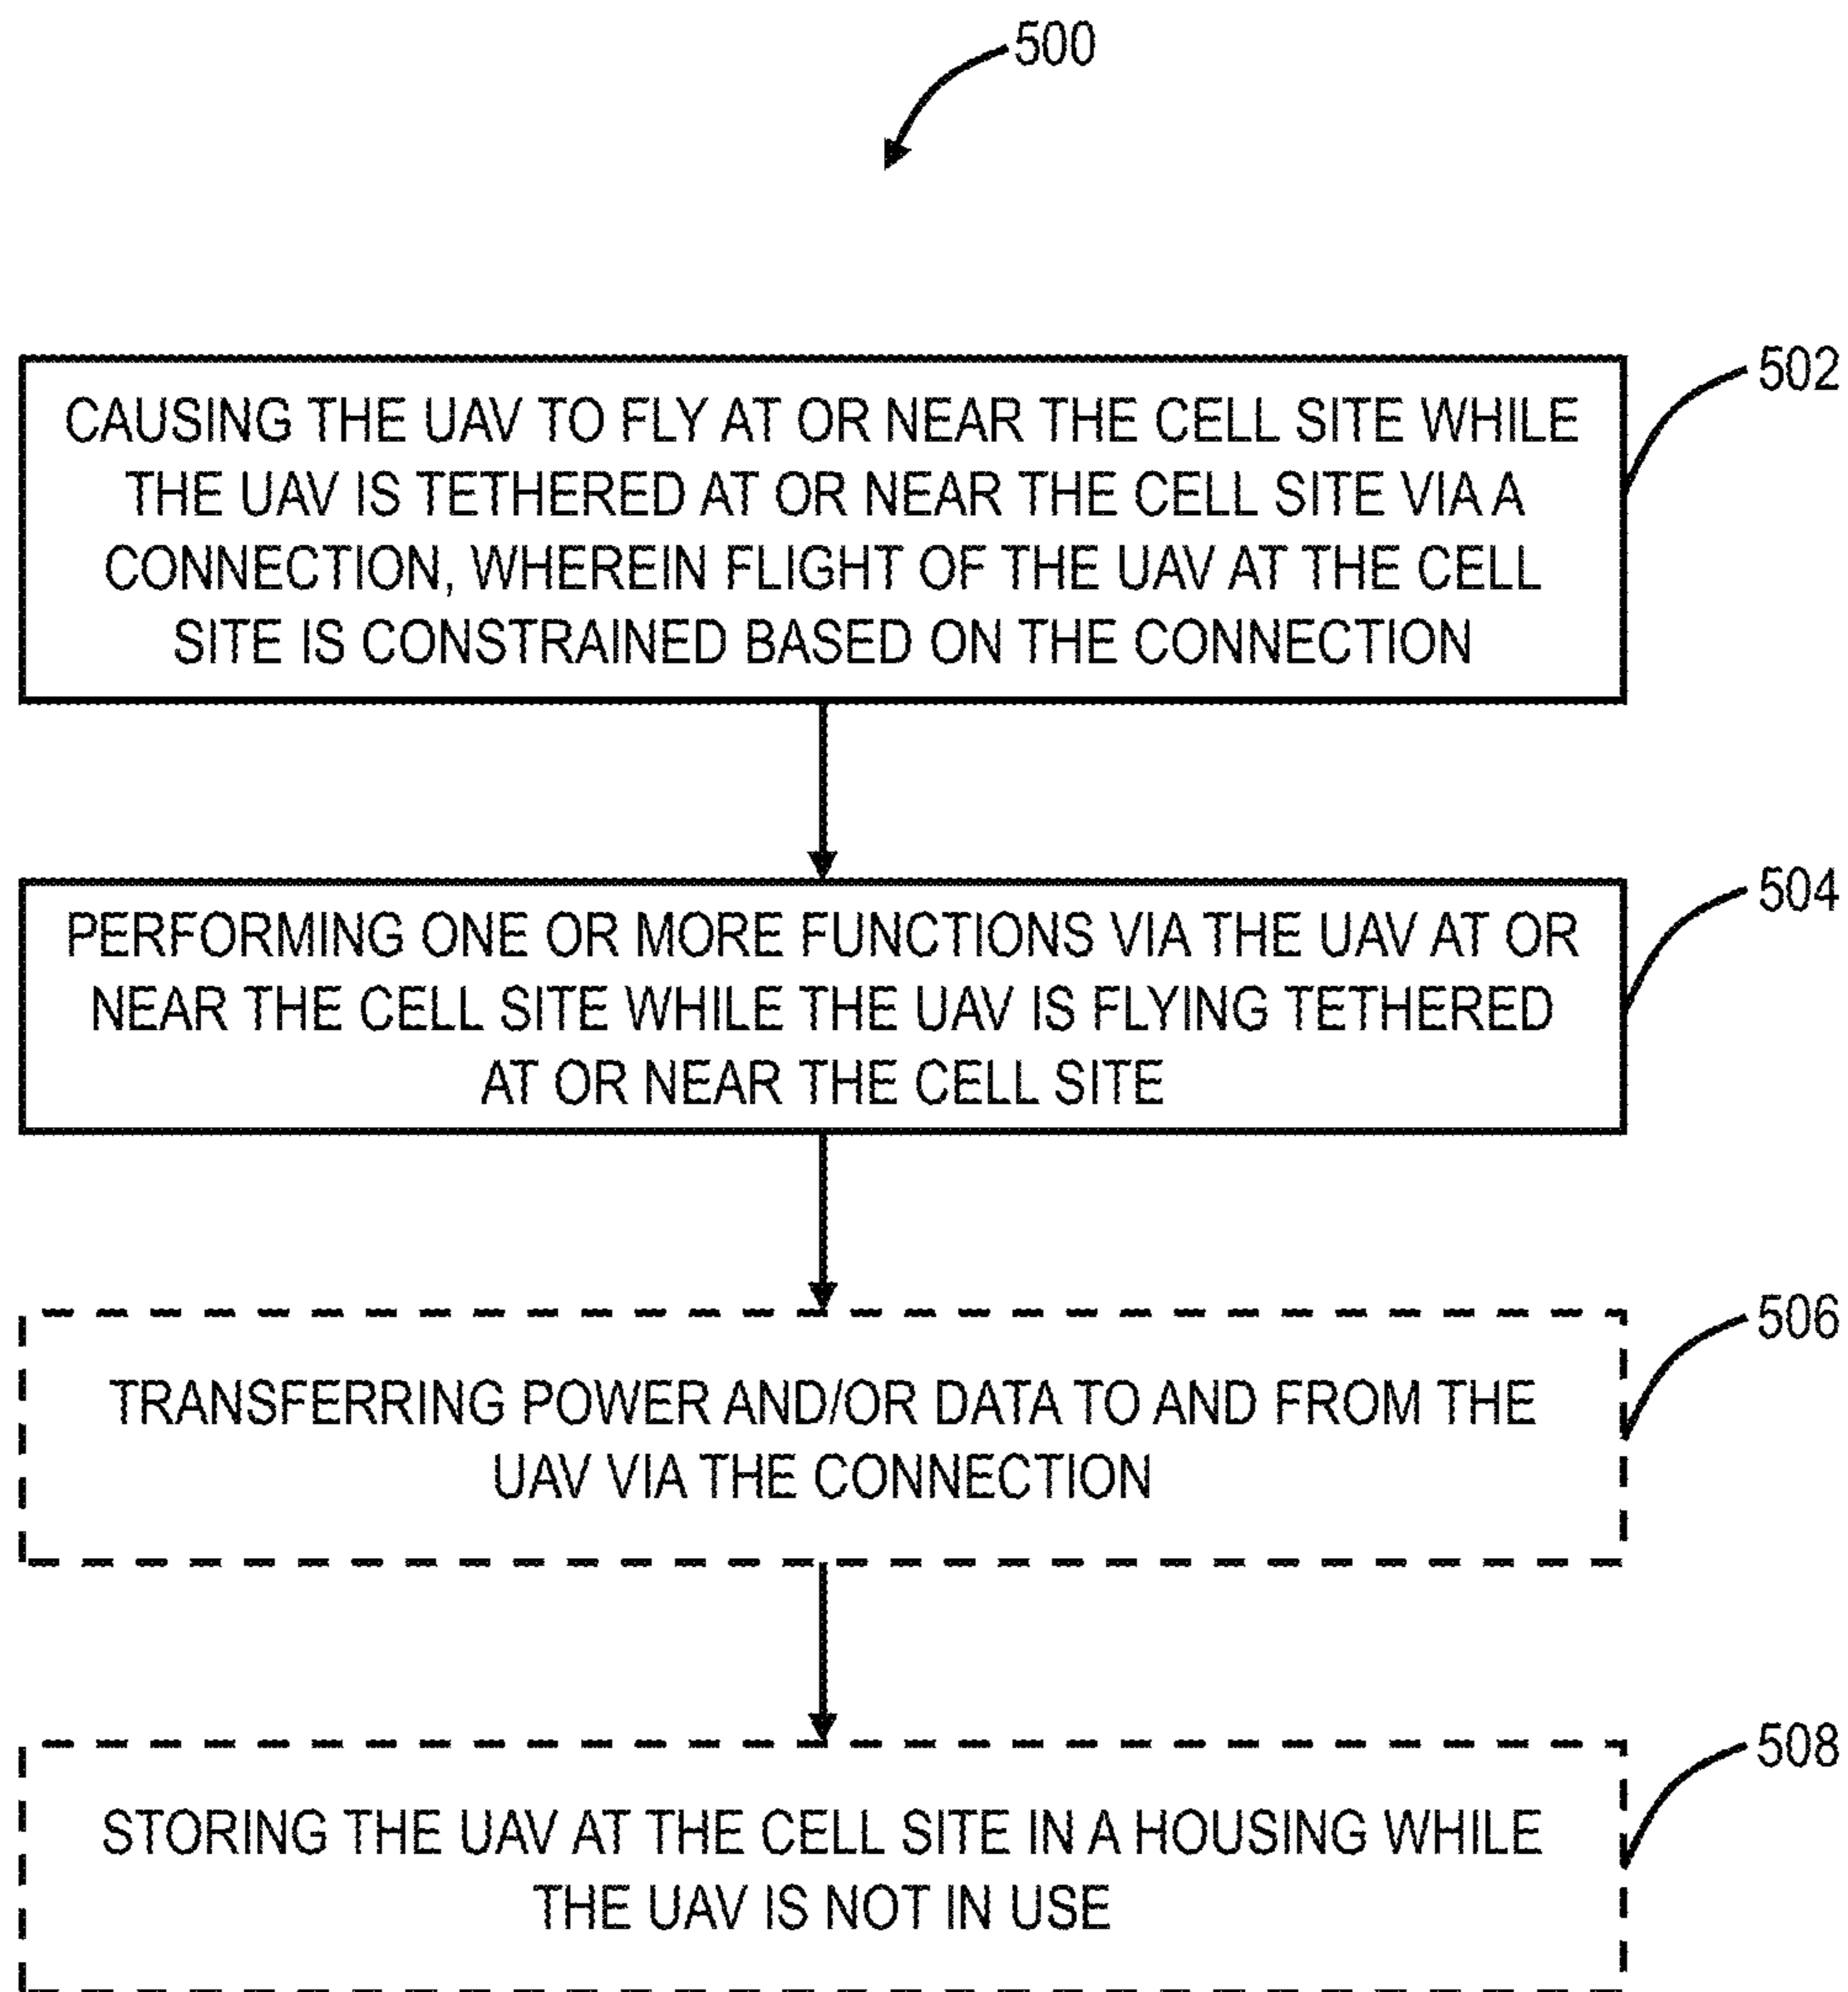 500
502
CAUSING THE UAV TO FLY AT OR NEAR THE CELL SITE WHILE
THE UAV IS TETHERED AT OR NEAR THE CELL SITE VIA A
CONNECTION, WHEREIN FLIGHT OF THE UAV AT THE CELL
SITE IS CONSTRAINED BASED ON THE CONNECTION
504
PERFORMING ONE OR MORE FUNCTIONS VIA THE UAV AT OR
NEAR THE CELL SITE WHILE THE UAV IS FLYING TETHERED
AT OR NEAR THE CELL SITE
506
TRANSFERRING POWER AND/OR DATA TO AND FROM THE
UAV VIA THE CONNECTION
508
STORING THE UAV AT THE CELL SITE IN A HOUSING WHILE
THE UAV IS NOT IN USE